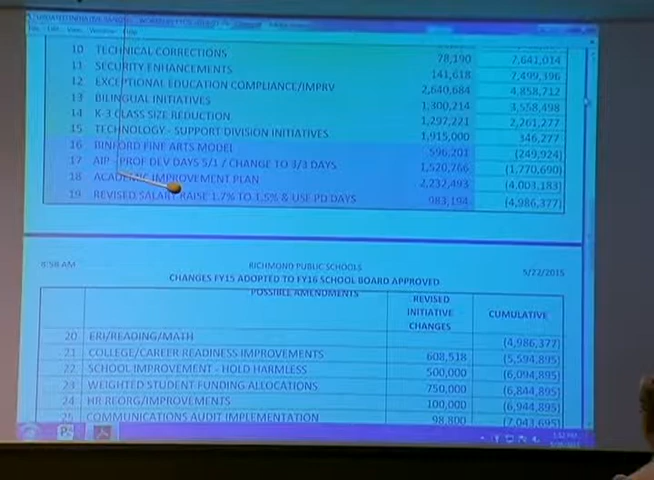 10 TECHNICAL CORRECTIONS 78,190 7,641,014
11 SECURITY ENHANCEMENTS 141,618 7,499,396
12 EXCEPTIONAL EDUCATION COMPLIANCE/IMPRV 2,640,684 4,858,712
13 BILINGUAL INITIATIVES 1,300,214 3,558,498
14 K-3 CLASS SIZE REDUCTION 1,297,221 2,261,277
15 TECHNOLOGY - SUPPORT DIVISION INITIATIVES 1,915,000 346,277
16 BINFORD FINE ARTS MODEL 596,201 (249,924)
17 AIP - PROF DEV DAYS 5/1 / CHANGE TO 3/3 DAYS 1,520,766 (1,770,690)
18 ACADEMIC IMPROVEMENT PLAN 2,232,493 (4,003,183)
19 REVISED SALARY RAISE 1.7% TO 1.5% & USE PD DAYS 983,194 (4,986,377)
8:58 AM RICHMOND PUBLIC SCHOOLS 5/22/2015
CHANGES FY15 ADOPTED TO FY16 SCHOOL BOARD APPROVED
POSSIBLE AMENDMENTS
REVISED
INITIATIVE CUMULATIVE
CHANGES
20 ERI/READING/MATH (4,986,377)
21 COLLEGE/CAREER READINESS IMPROVEMENTS 608,518 (5,594,895)
22 SCHOOL IMPROVEMENT - HOLD HARMLESS 500,000 (6,094,895)
23 WEIGHTED STUDENT FUNDING ALLOCATIONS 750,000 (6,844,895)
24 HR REORG/IMPROVEMENTS 100,000 (6,944,895)
25 COMMUNICATIONS AUDIT IMPLEMENTATION 98,800 (7,043,695)